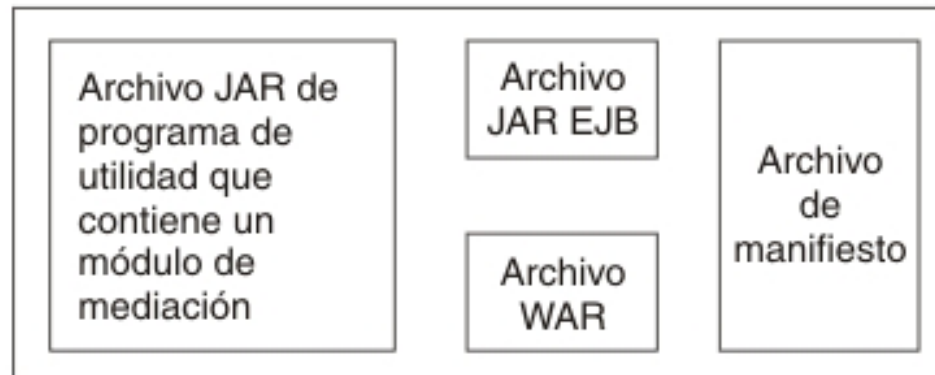 Archivo JAR de
programa de
utilidad que
contiene un
módulo de
mediación
Archivo
JAR EJB
Archivo
WAR
Archivo
de
manifiesto